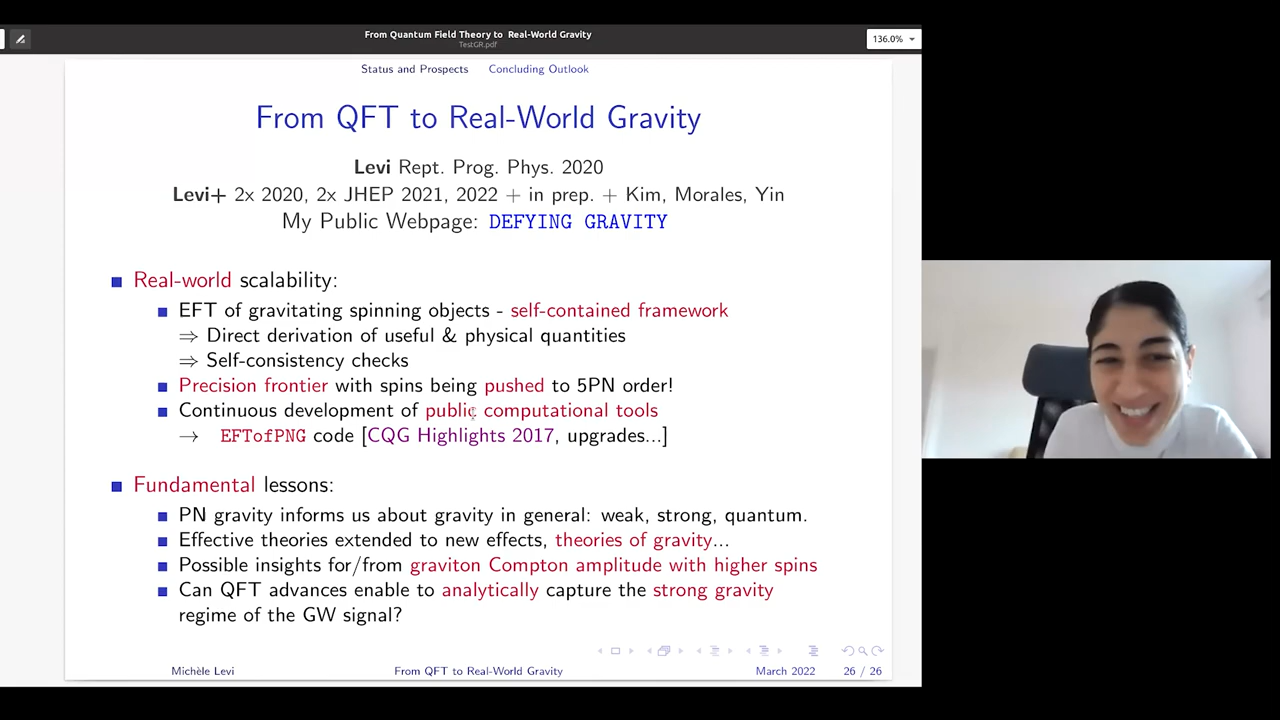 From Quantum Field Theory to Real-World Gravity
TestGR.pdf
136.0%
Status and Prospects Concluding Outlook
From QFT to Real-World Gravity
Levi Rept. Prog. Phys. 2020
Levi+ 2x 2020, 2x JHEP 2021, 2022 + in prep. + Kim, Morales, Yin
My Public Webpage: DEFYING GRAVITY
Real-world scalability:
EFT of gravitating spinning objects - self-contained framework
⇒ Direct derivation of useful & physical quantities
⇒ Self-consistency checks
Precision frontier with spins being pushed to 5PN order!
Continuous development of public computational tools
→ EFTofPNG code [CQG Highlights 2017, upgrades...]
Fundamental lessons:
PN gravity informs us about gravity in general: weak, strong, quantum.
Effective theories extended to new effects, theories of gravity...
Possible insights for/from graviton Compton amplitude with higher spins
Can QFT advances enable to analytically capture the strong gravity
regime of the GW signal?
Michèle Levi From QFT to Real-World Gravity March 2022 26 / 26